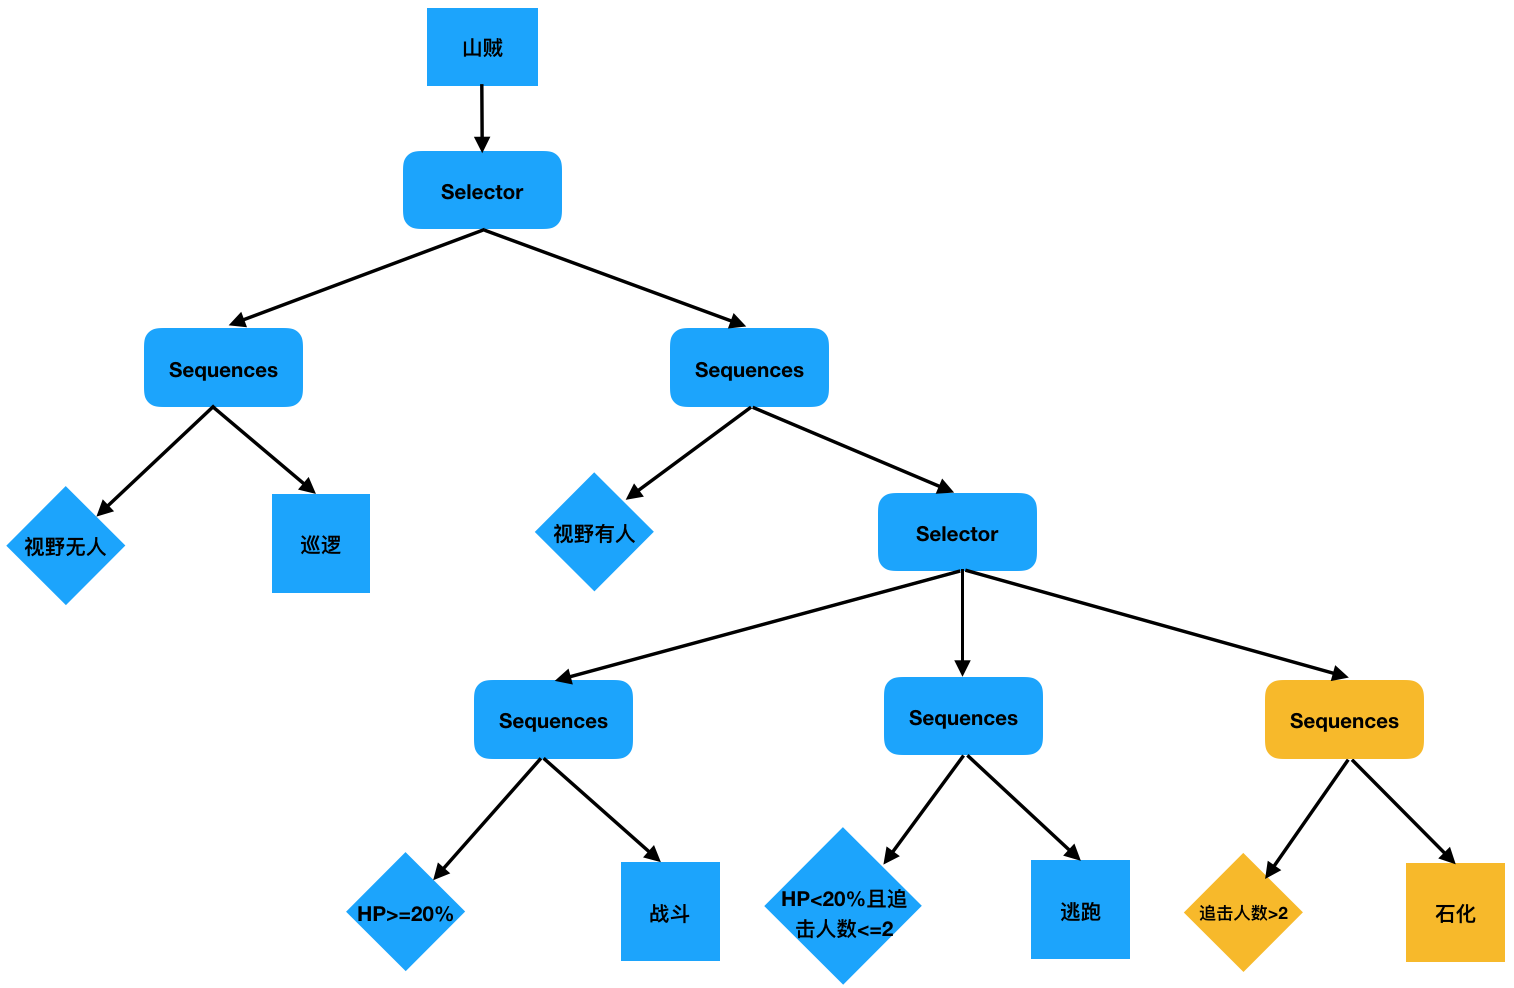 山贼
Selector
Sequences
Sequences
视野无人
巡逻
视野有人
Selector
Sequences
Sequences
Sequences
HP>=20%
战斗
HP<20%且追
击人数<=2
逃跑
追击人数>2
石化